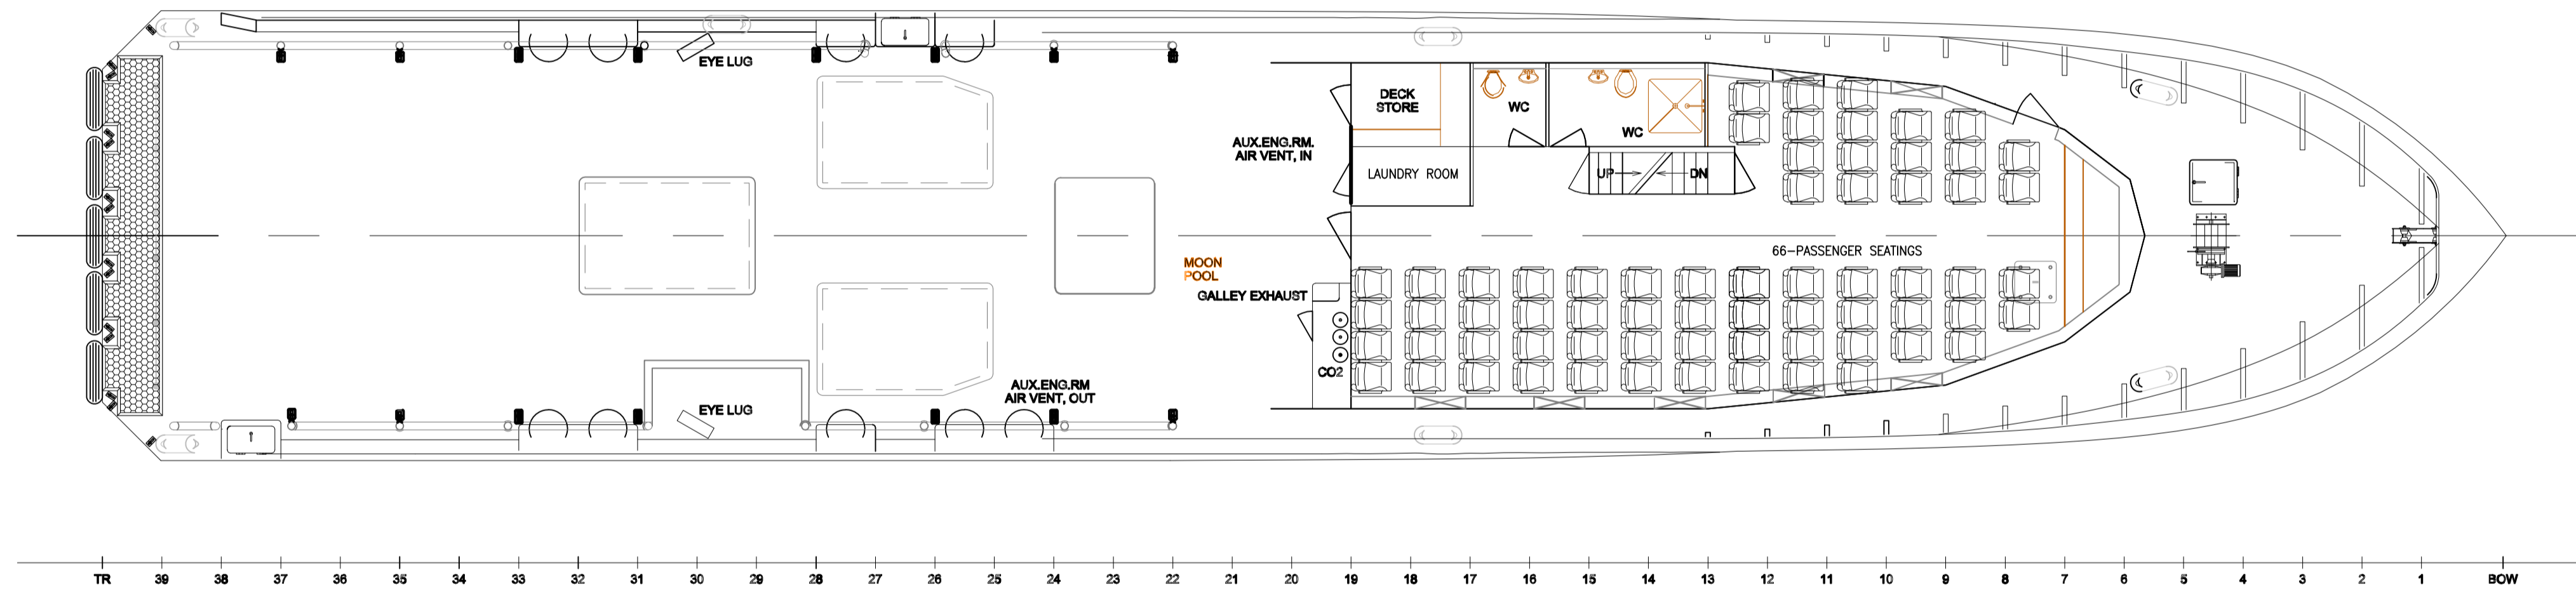 EYE LUG
DECK
STORE
WC
WC
AUX.ENG.RM.
AIR VENT, IN
LAUNDRY ROOM
UP
DN
66-PASSENGER SEATINGS
MOON
POOL
GALLEY EXHAUST
CO2
AUX.ENG.RM
AIR VENT, OUT
EYE LUG
TR 39 38 37 36 35 34 33 32 31 30 29 28 27 26 25 24 23 22 21 20 19 18 17 16 15 14 13 12 11 10 9 8 7 6 5 4 3 2 1 BOW